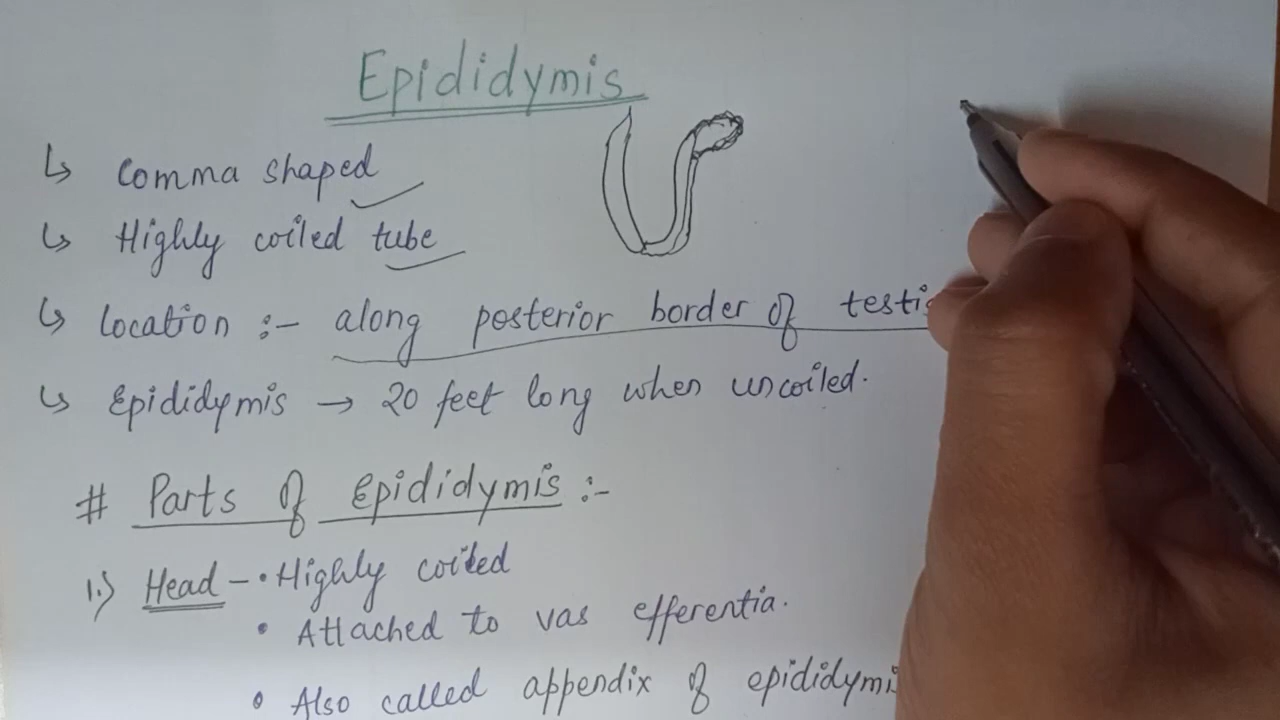 Epididymis
↳ Comma shaped
↳ Highly coiled tube
↳ location :- along posterior border of testis
↳ Epididymis → 20 feet long when uncoiled.
# Parts of Epididymis :-
1.) Head - • Highly coiled
• Attached to vas efferentia.
• Also called appendix of epididymis